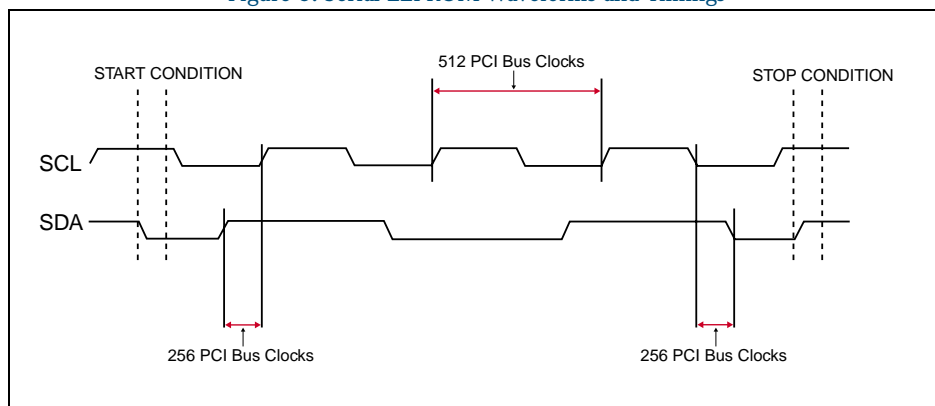 512 PCI Bus Clocks
START CONDITION
STOP CONDITION
SCL
SDA
256 PCI Bus Clocks
256 PCI Bus Clocks